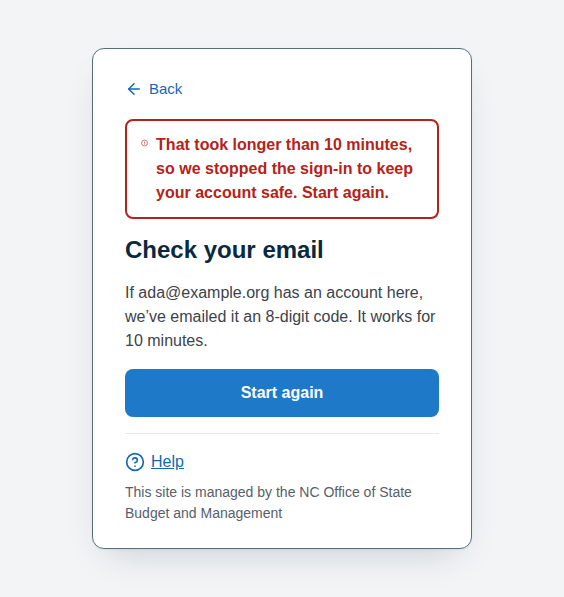 Back
That took longer than 10 minutes,
so we stopped the sign-in to keep
your account safe. Start again.
Check your email
If ada@example.org has an account here,
we’ve emailed it an 8-digit code. It works for
10 minutes.
Start again
Help
This site is managed by the NC Office of State
Budget and Management